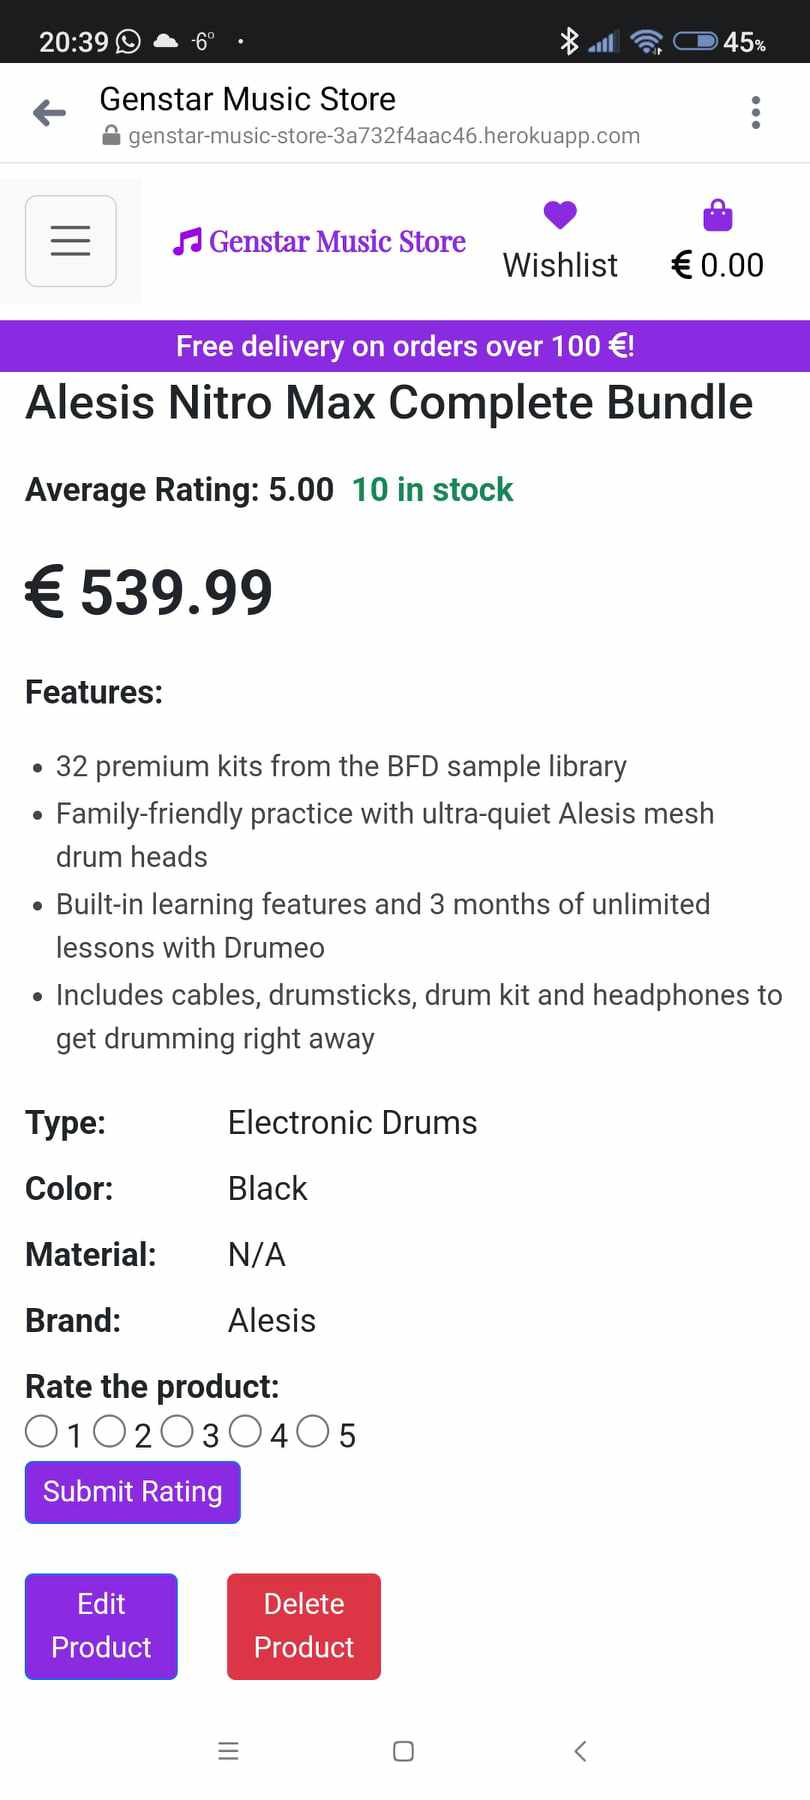 20:39 -6° 45%
Genstar Music Store
genstar-music-store-3a732f4aac46.herokuapp.com
Genstar Music Store
Wishlist
€ 0.00
Free delivery on orders over 100 €!
Alesis Nitro Max Complete Bundle
Average Rating: 5.00 10 in stock
€ 539.99
Features:
• 32 premium kits from the BFD sample library
• Family-friendly practice with ultra-quiet Alesis mesh
drum heads
• Built-in learning features and 3 months of unlimited
lessons with Drumeo
• Includes cables, drumsticks, drum kit and headphones to
get drumming right away
Type: Electronic Drums
Color: Black
Material: N/A
Brand: Alesis
Rate the product:
1 2 3 4 5
Submit Rating
Edit
Product
Delete
Product